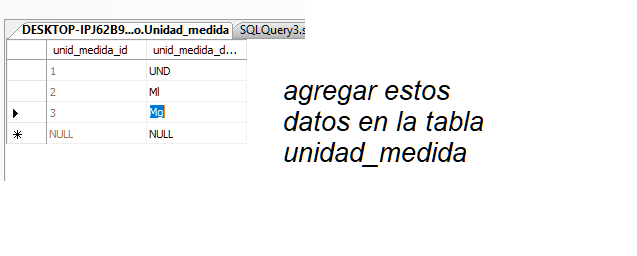 DESKTOP-IPJ62B9...o.Unidad_medida SQLQuery3.s
unid_medida_id unid_medida_d...
1 UND
2 Ml
3 Mg
NULL NULL
agregar estos
datos en la tabla
unidad_medida